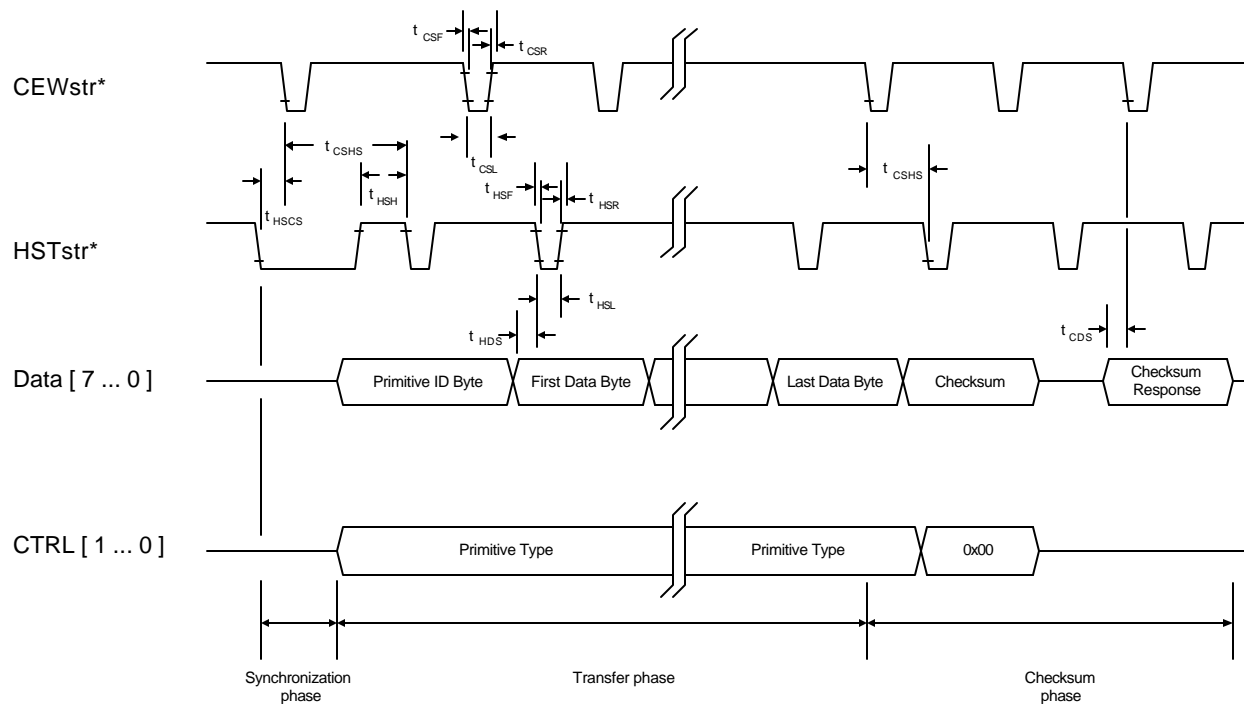 t CSF
t CSR
CEWstr*
t CSHS
t CSL
t CSHS
t HSF
t HSH
t HSR
t HSCS
HSTstr*
t HSL
t HDS
t CDS
Data [ 7 ... 0 ]
Primitive ID Byte
First Data Byte
Last Data Byte
Checksum
Checksum
Response
CTRL [ 1 ... 0 ]
Primitive Type
Primitive Type
0x00
Synchronization
phase
Transfer phase
Checksum
phase